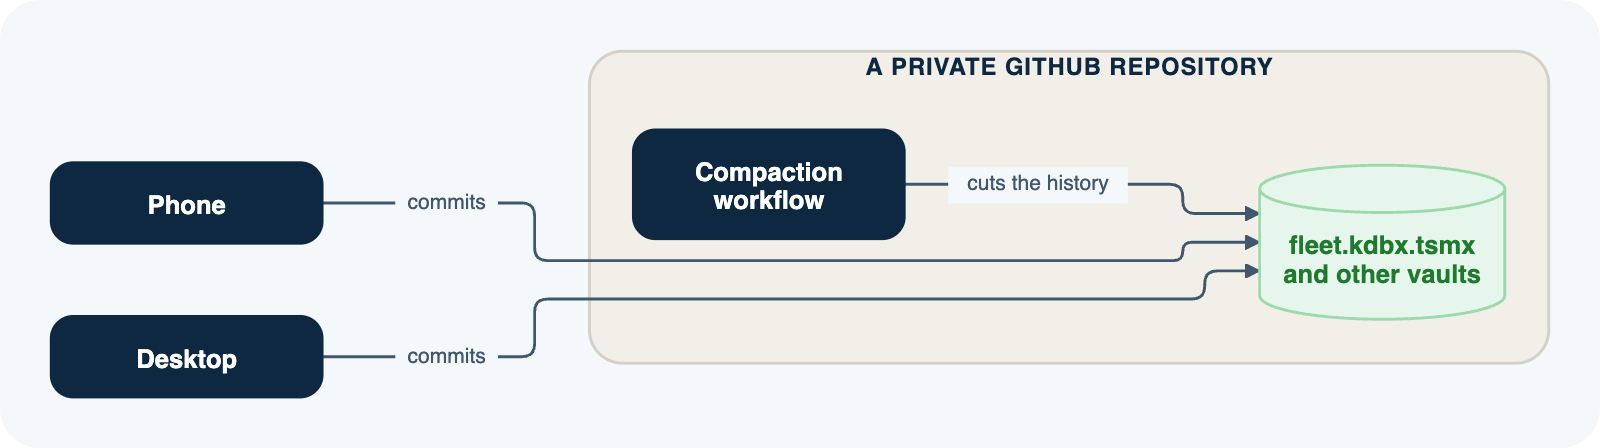 A PRIVATE GITHUB REPOSITORY
Compaction
workflow
cuts the history
Phone
commits
fleet.kdbx.tsmx
and other vaults
Desktop
commits